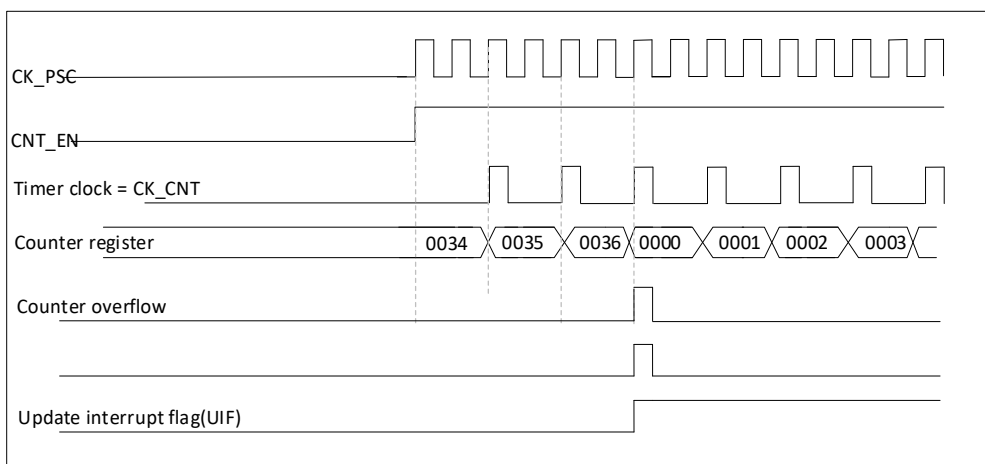 CK_PSC
CNT_EN
Timer clock = CK_CNT
Counter register 0034 0035 0036 0000 0001 0002 0003
Counter overflow
Update interrupt flag(UIF)